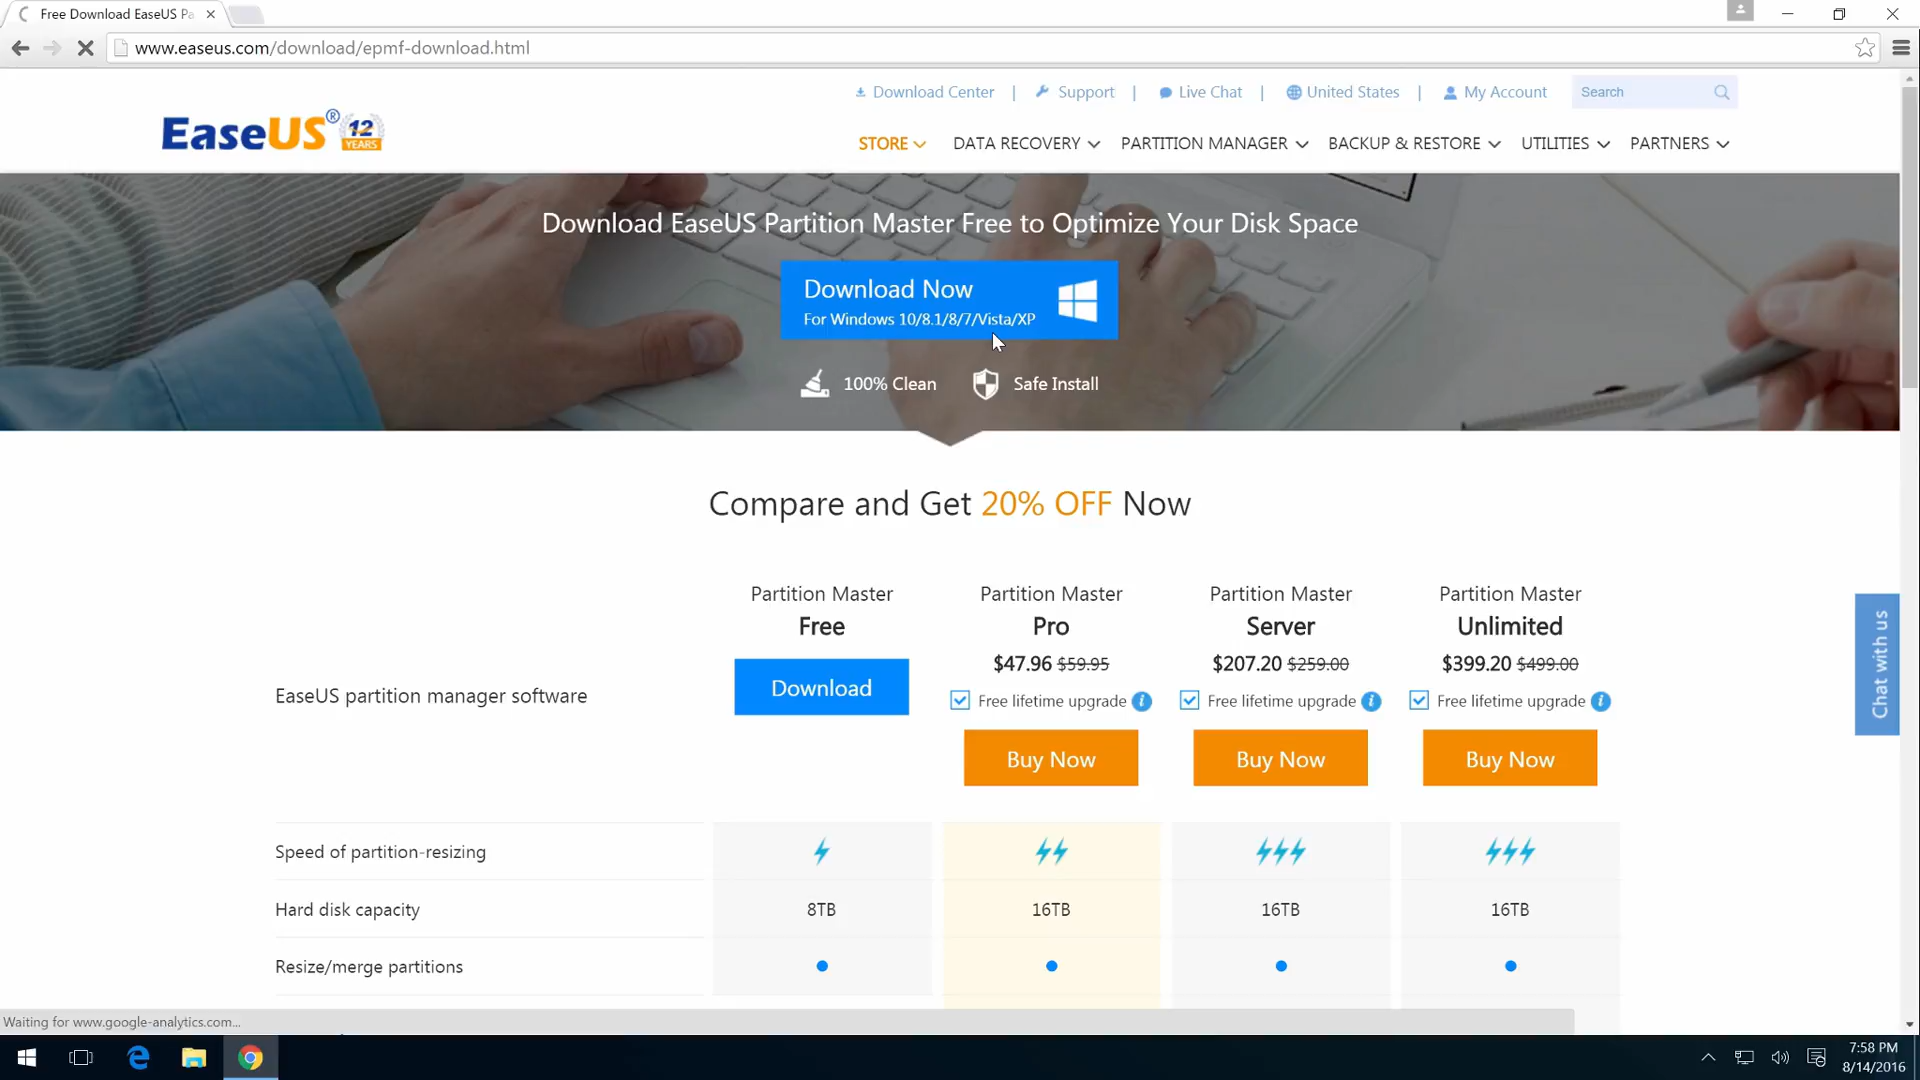 Free Download EaseUS Pa
www.easeus.com/download/epmf-download.html
Download Center | Support | Live Chat | United States | My Account
Search
EaseUS® 12 YEARS
STORE DATA RECOVERY PARTITION MANAGER BACKUP & RESTORE UTILITIES PARTNERS
Download EaseUS Partition Master Free to Optimize Your Disk Space
Download Now
For Windows 10/8.1/8/7/Vista/XP
100% Clean Safe Install
Compare and Get 20% OFF Now
Partition Master Partition Master Partition Master Partition Master
Free Pro Server Unlimited
$47.96 $59.95 $207.20 $259.00 $399.20 $499.00
EaseUS partition manager software
Download
Free lifetime upgrade i Free lifetime upgrade i Free lifetime upgrade i
Buy Now Buy Now Buy Now
Chat with us
Speed of partition-resizing
Hard disk capacity 8TB 16TB 16TB 16TB
Resize/merge partitions
Waiting for www.google-analytics.com...
7:58 PM
8/14/2016